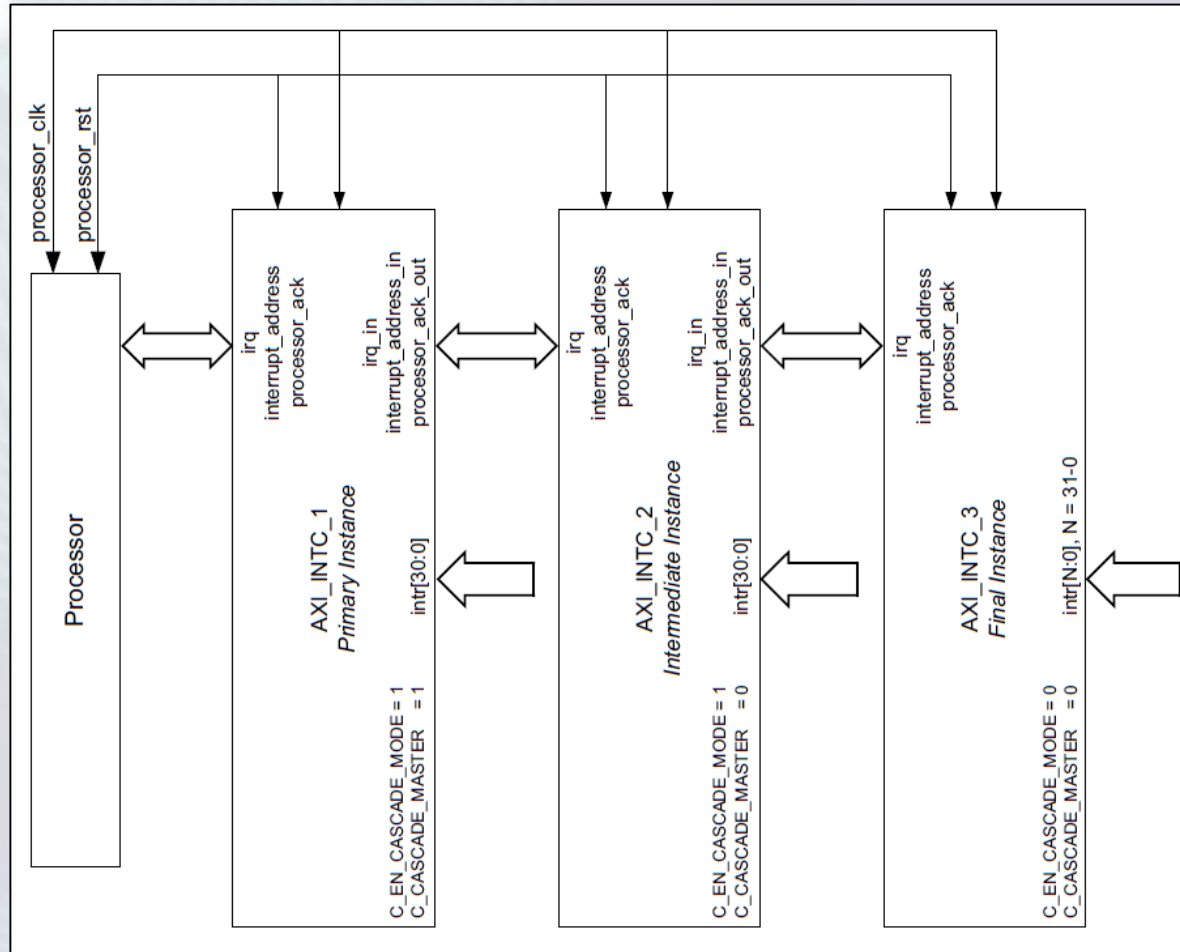 processor_clk
processor_rst
Processor
irq
interrupt_address
processor_ack
irq_in
interrupt_address_in
processor_ack_out
AXI_INTC_1
Primary Instance
intr[30:0]
C_EN_CASCADE_MODE = 1
C_CASCADE_MASTER = 1
irq
interrupt_address
processor_ack
irq_in
interrupt_address_in
processor_ack_out
AXI_INTC_2
Intermediate Instance
intr[30:0]
C_EN_CASCADE_MODE = 1
C_CASCADE_MASTER = 0
irq
interrupt_address
processor_ack
AXI_INTC_3
Final Instance
intr[N:0], N = 31-0
C_EN_CASCADE_MODE = 0
C_CASCADE_MASTER = 0